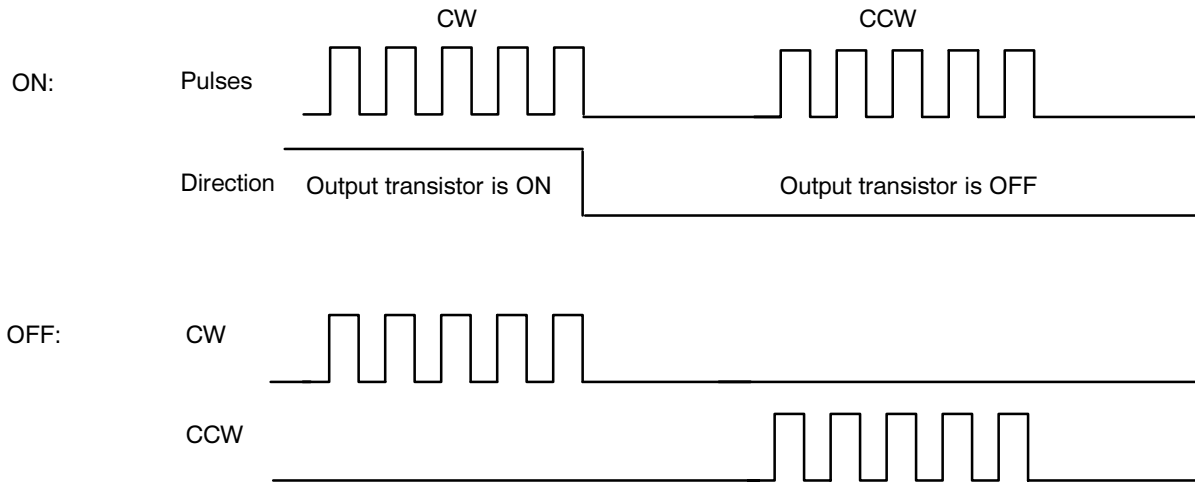 CW CCW
ON: Pulses
Direction Output transistor is ON Output transistor is OFF
OFF: CW
CCW